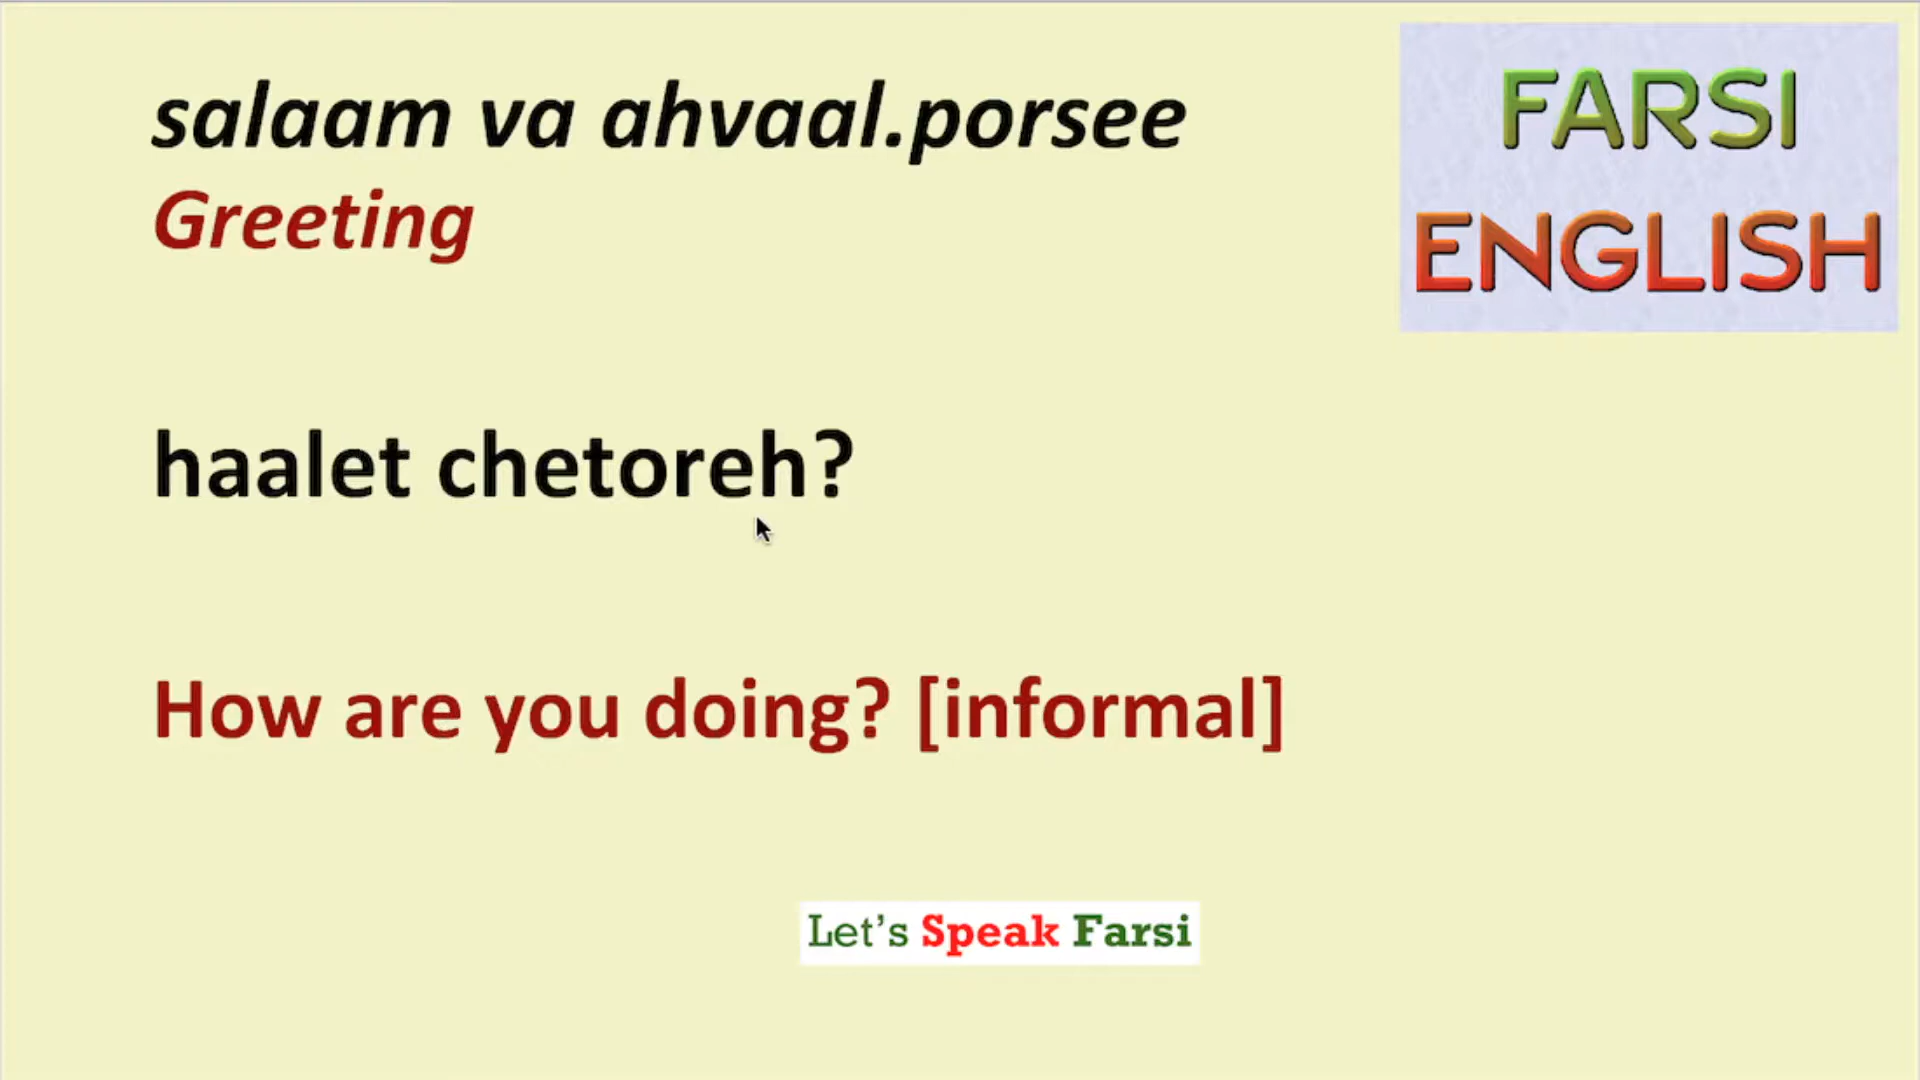 salaam va ahvaal.porsee
Greeting
FARSI
ENGLISH
haalet chetoreh?
How are you doing? [informal]
Let's Speak Farsi